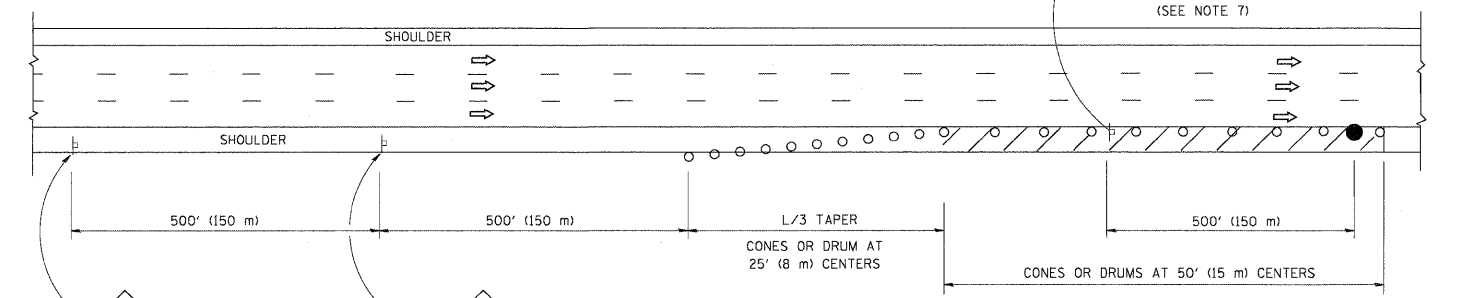 (SEE NOTE 7)
SHOULDER
SHOULDER
500' (150 m)
500' (150 m)
L/3 TAPER
500' (150 m)
CONES OR DRUM AT
25' (8 m) CENTERS
CONES OR DRUMS AT 50' (15 m) CENTERS